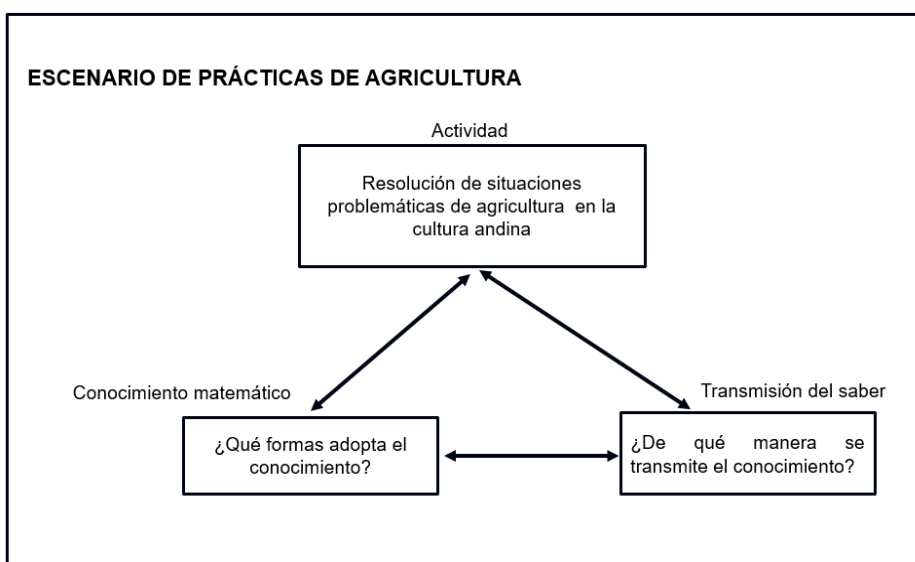 ESCENARIO DE PRÁCTICAS DE AGRICULTURA
Actividad
Resolución de situaciones
problemáticas de agricultura en la
cultura andina
Conocimiento matemático
¿Qué formas adopta el
conocimiento?
Transmisión del saber
¿De qué manera se
transmite el conocimiento?